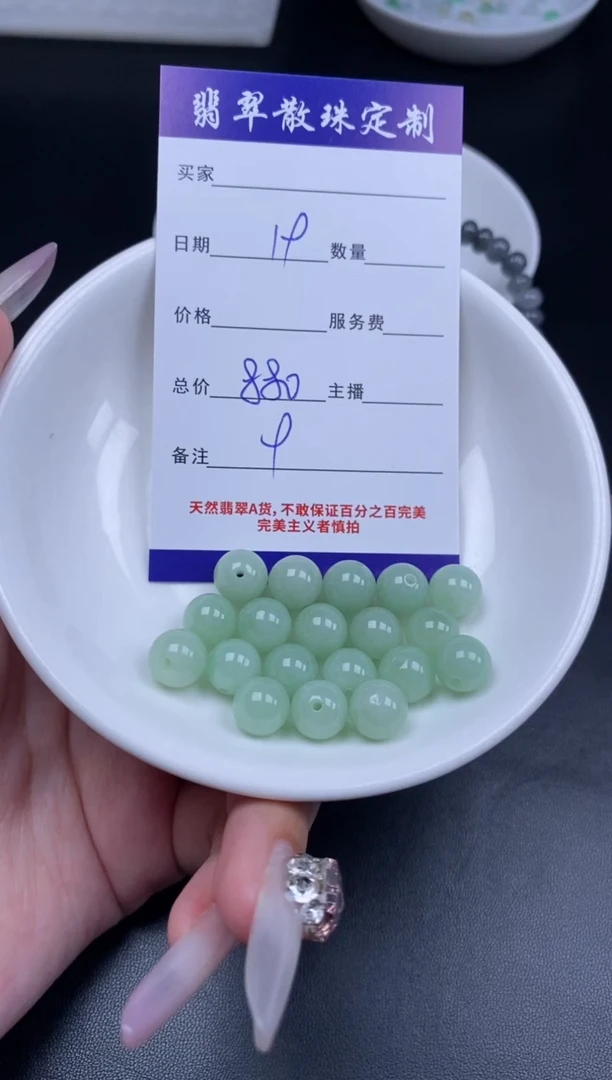 翡翠散珠定制
买家
日期 数量
价格 服务费
总价 880 主播
备注
天然翡翠A货,不敢保证百分之百完美
完美主义者慎拍